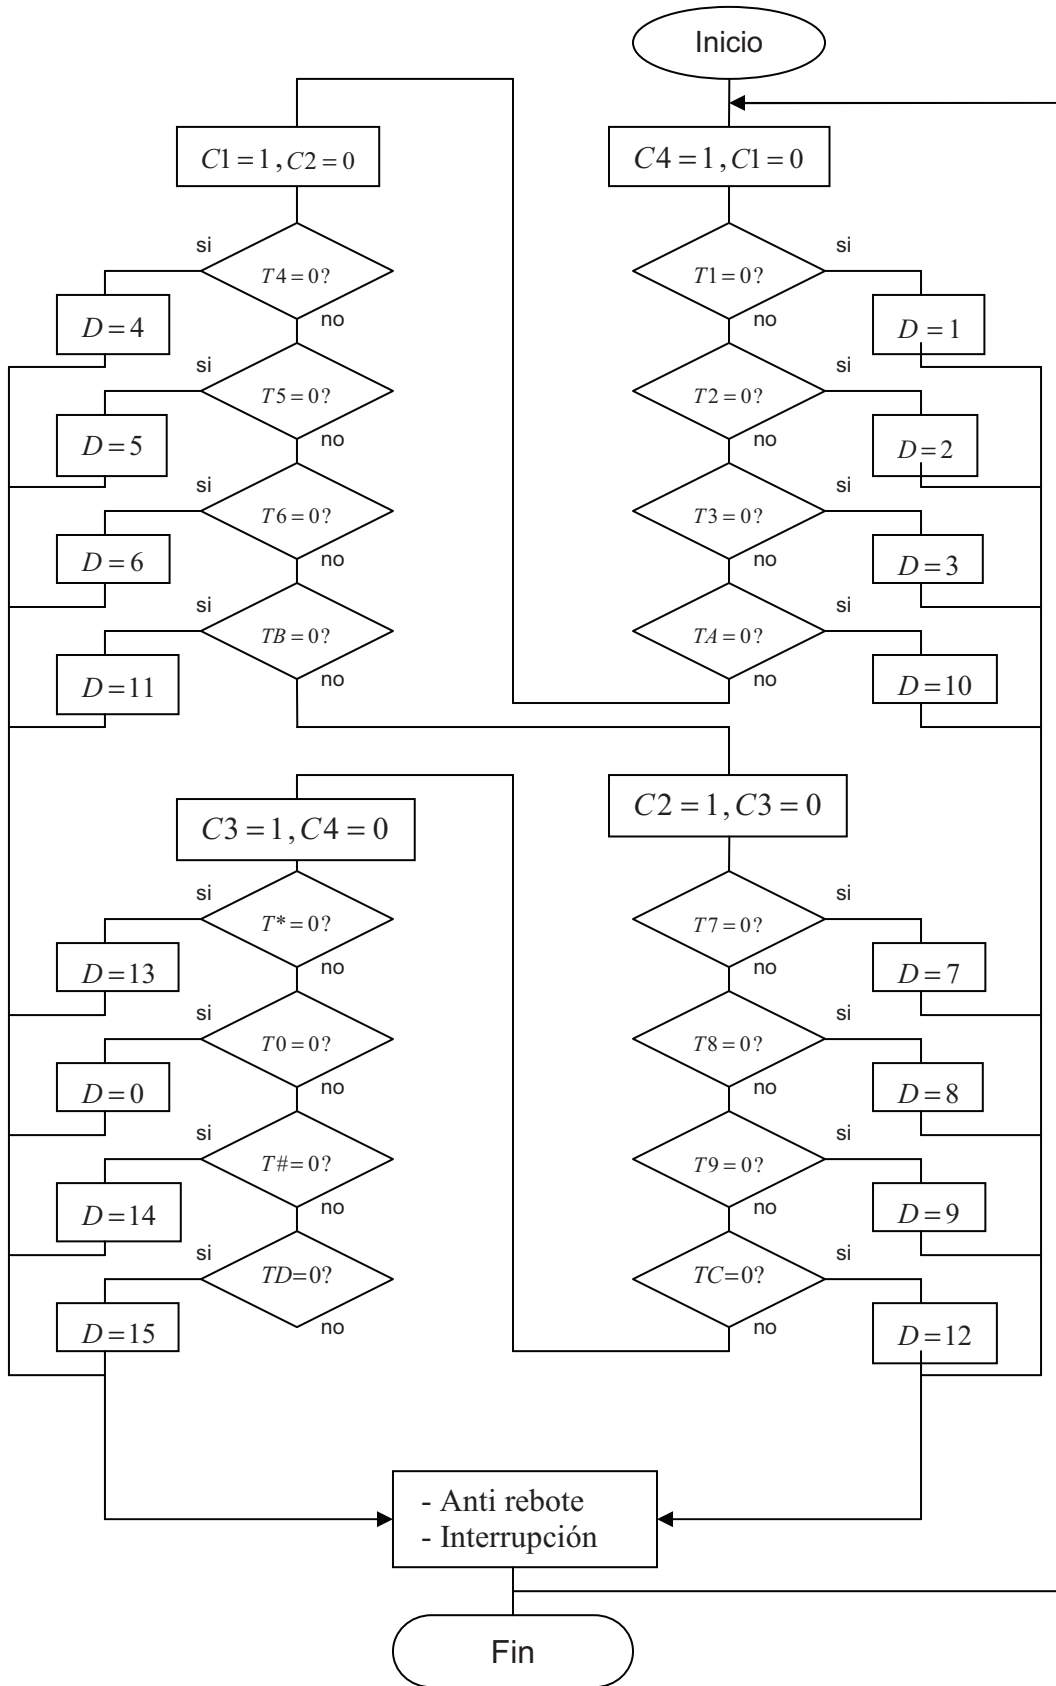 Inicio
C4 = 1, C1 = 0
T1 = 0?
si
no
D = 1
T2 = 0?
si
no
D = 2
T3 = 0?
si
no
D = 3
TA = 0?
si
no
D = 10
C1 = 1, C2 = 0
T4 = 0?
si
no
D = 4
T5 = 0?
si
no
D = 5
T6 = 0?
si
no
D = 6
TB = 0?
si
no
D = 11
C2 = 1, C3 = 0
T7 = 0?
si
no
D = 7
T8 = 0?
si
no
D = 8
T9 = 0?
si
no
D = 9
TC = 0?
si
no
D = 12
C3 = 1, C4 = 0
T* = 0?
si
no
D = 13
T0 = 0?
si
no
D = 0
T# = 0?
si
no
D = 14
TD = 0?
si
no
D = 15
- Anti rebote
- Interrupción
Fin